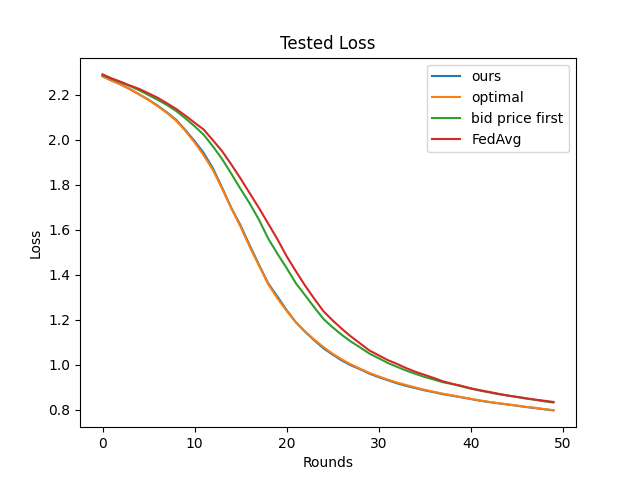 Tested Loss
ours
optimal
bid price first
FedAvg
Loss
2.2
2.0
1.8
1.6
1.4
1.2
1.0
0.8
0 10 20 30 40 50
Rounds